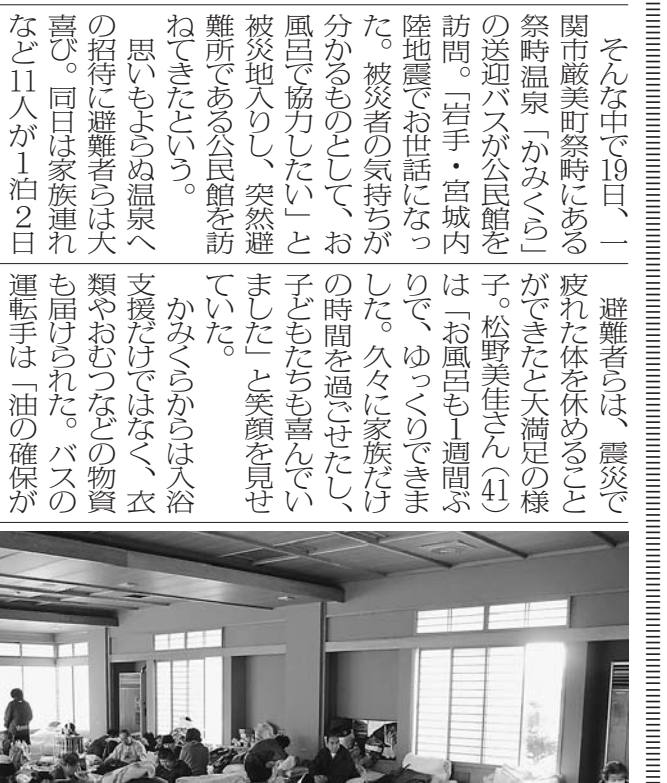 そんな中で19日、一
関市厳美町祭畤にある
祭畤温泉「かみくら」
の送迎バスが公民館を
訪問。「岩手・宮城内
陸地震でお世話になっ
た。被災者の気持ちが
分かるものとして、お
風呂で協力したい」と
被災地入りし、突然避
難所である公民館を訪
ねてきたという。
思いもよらぬ温泉へ
の招待に避難者らは大
喜び。同日は家族連れ
など11人が1泊2日
避難者らは、震災で
疲れた体を休めること
ができたと大満足の様
子。松野美佳さん（41）
は「お風呂も1週間ぶ
りで、ゆっくりできま
した。久々に家族だけ
の時間を過ごせたし、
子どもたちも喜んでい
ました」と笑顔を見せ
ていた。
かみくらからは入浴
支援だけではなく、衣
類やおむつなどの物資
も届けられた。バスの
運転手は「油の確保が